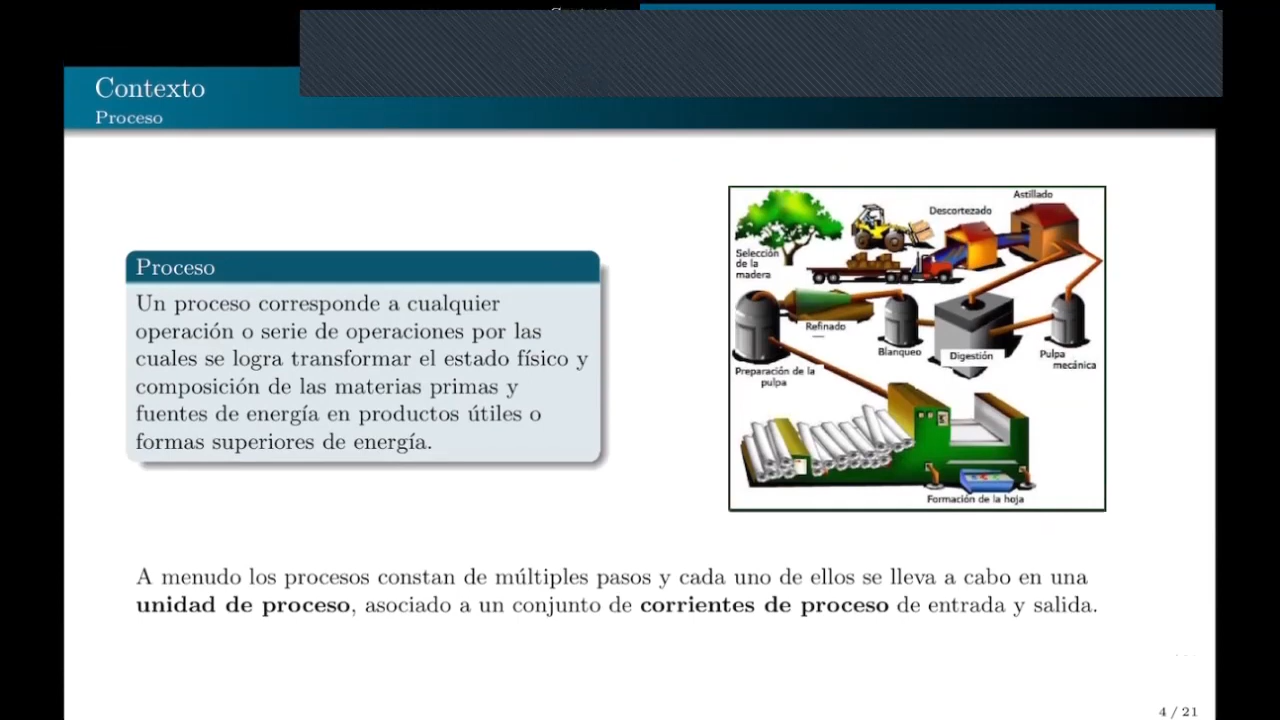 Contexto
Proceso
Proceso
Un proceso corresponde a cualquier
operación o serie de operaciones por las
cuales se logra transformar el estado físico y
composición de las materias primas y
fuentes de energía en productos útiles o
formas superiores de energía.
Astillado
Descortezado
Selección
de la
madera
Refinado
Blanqueo
Digestión
Pulpa
mecánica
Preparación de la
pulpa
Formación de la hoja
A menudo los procesos constan de múltiples pasos y cada uno de ellos se lleva a cabo en una
unidad de proceso, asociado a un conjunto de corrientes de proceso de entrada y salida.
4 / 21